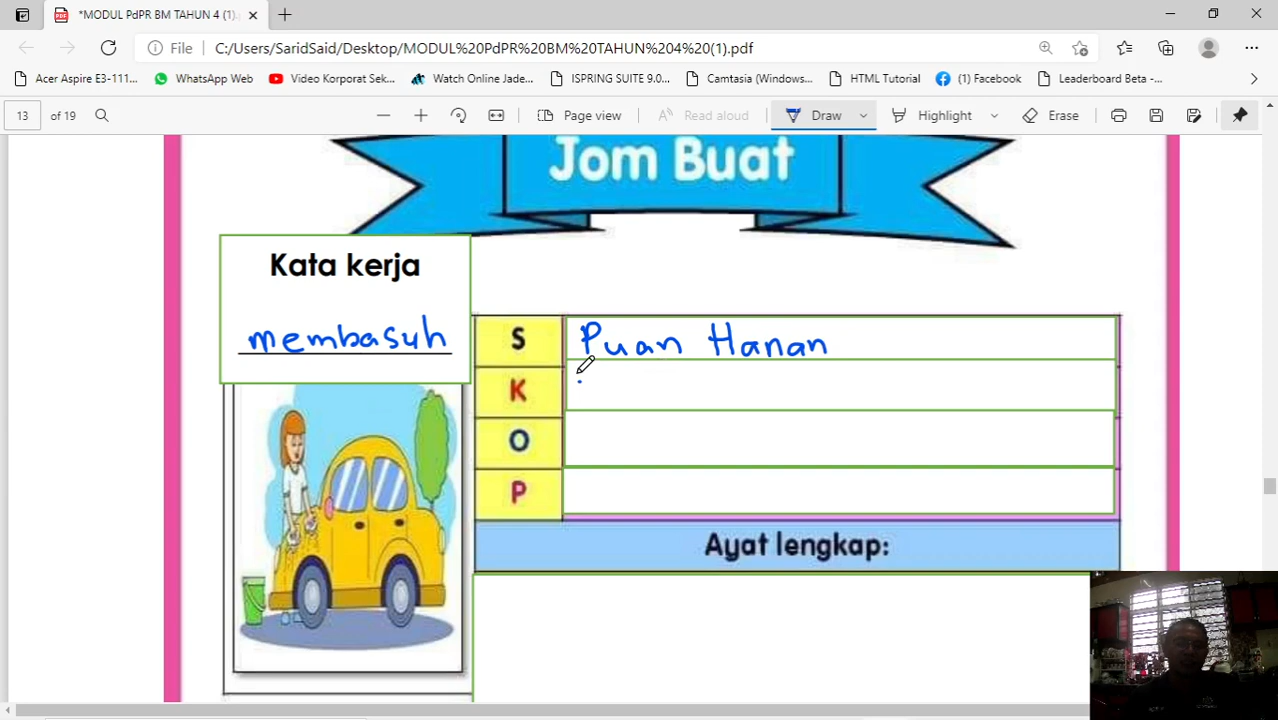 *MODUL PdPR BM TAHUN 4 (1).
File C:/Users/SaridSaid/Desktop/MODUL%20PdPR%20BM%20TAHUN%204%20(1).pdf
Acer Aspire E3-111... WhatsApp Web Video Korporat Sek... Watch Online Jade... ISPRING SUITE 9.0... Camtasia (Windows... HTML Tutorial (1) Facebook Leaderboard Beta -...
13 of 19 Page view Read aloud Draw Highlight Erase
Jom Buat
Kata kerja
membasuh
S Puan Hanan
K
O
P
Ayat lengkap: